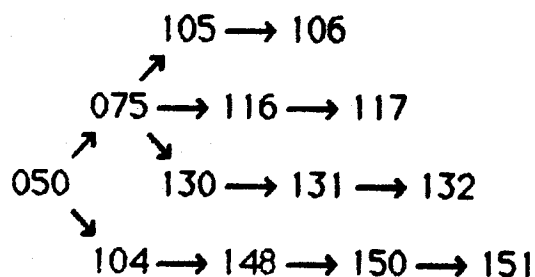 105 → 106
075 → 116 → 117
050 130 → 131 → 132
104 → 148 → 150 → 151